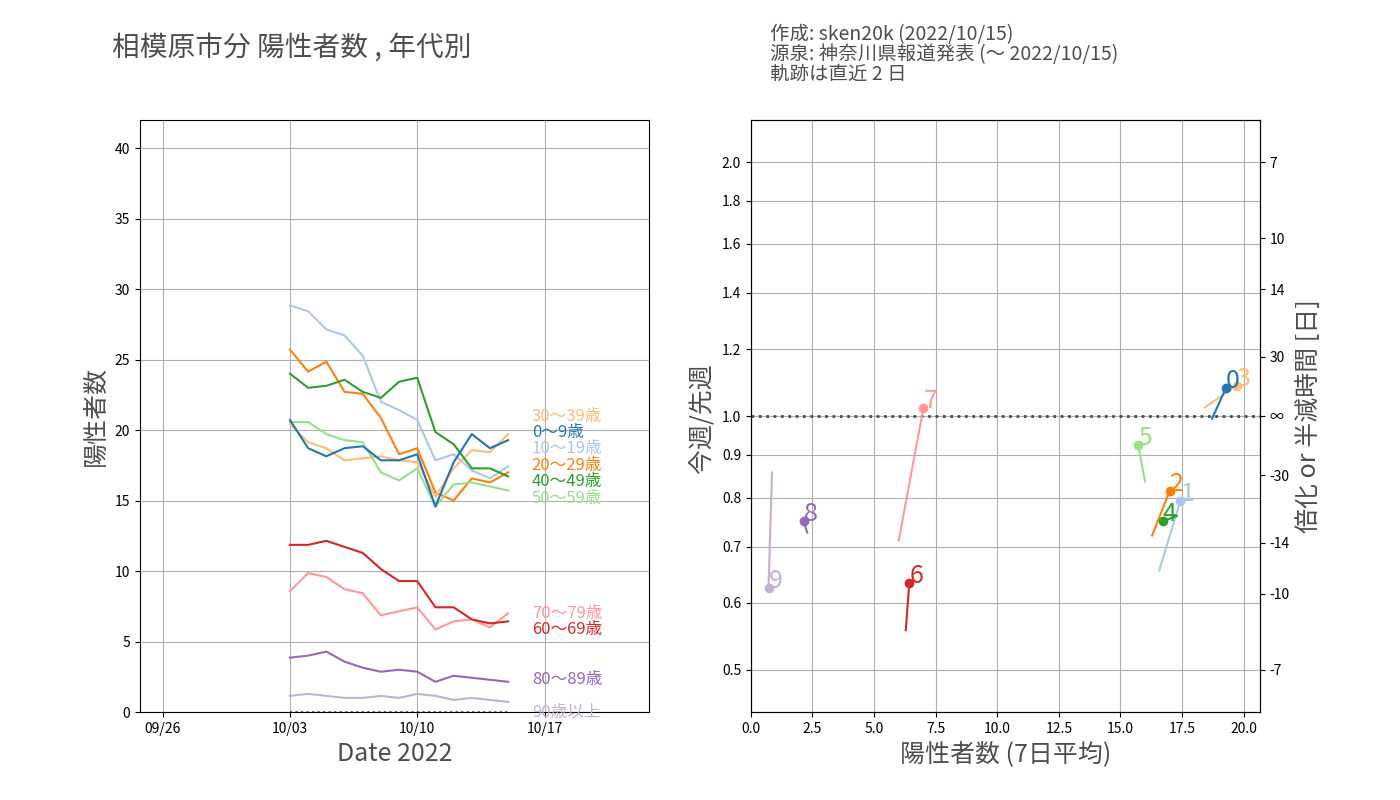 相模原市分 陽性者数 , 年代別
作成: sken20k (2022/10/15)
源泉: 神奈川県報道発表 (〜 2022/10/15)
軌跡は直近 2 日
陽性者数
40
35
30
25
20
15
10
5
0
30〜39歳
0〜9歳
10〜19歳
20〜29歳
40〜49歳
50〜59歳
70〜79歳
60〜69歳
80〜89歳
90歳以上
09/26 10/03 10/10 10/17
Date 2022
今週/先週
2.0
1.8
1.6
1.4
1.2
1.0
0.9
0.8
0.7
0.6
0.5
0
3
7
5
2
1
4
8
6
9
7
10
14
30
∞
-30
-14
-10
-7
倍化 or 半減時間 [日]
0.0 2.5 5.0 7.5 10.0 12.5 15.0 17.5 20.0
陽性者数 (7日平均)